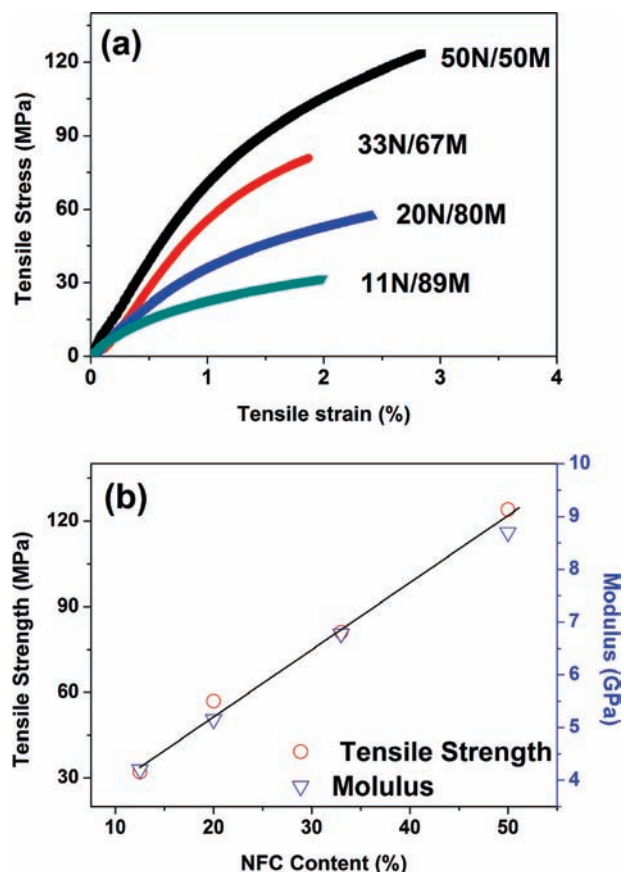 (a)
50N/50M
33N/67M
20N/80M
11N/89M
Tensile Stress (MPa)
120
90
60
30
0
0 1 2 3 4
Tensile strain (%)
(b)
Tensile Strength (MPa)
120
90
60
30
10
9
8
7
6
5
4
Modulus (GPa)
Tensile Strength
Molulus
10 20 30 40 50
NFC Content (%)